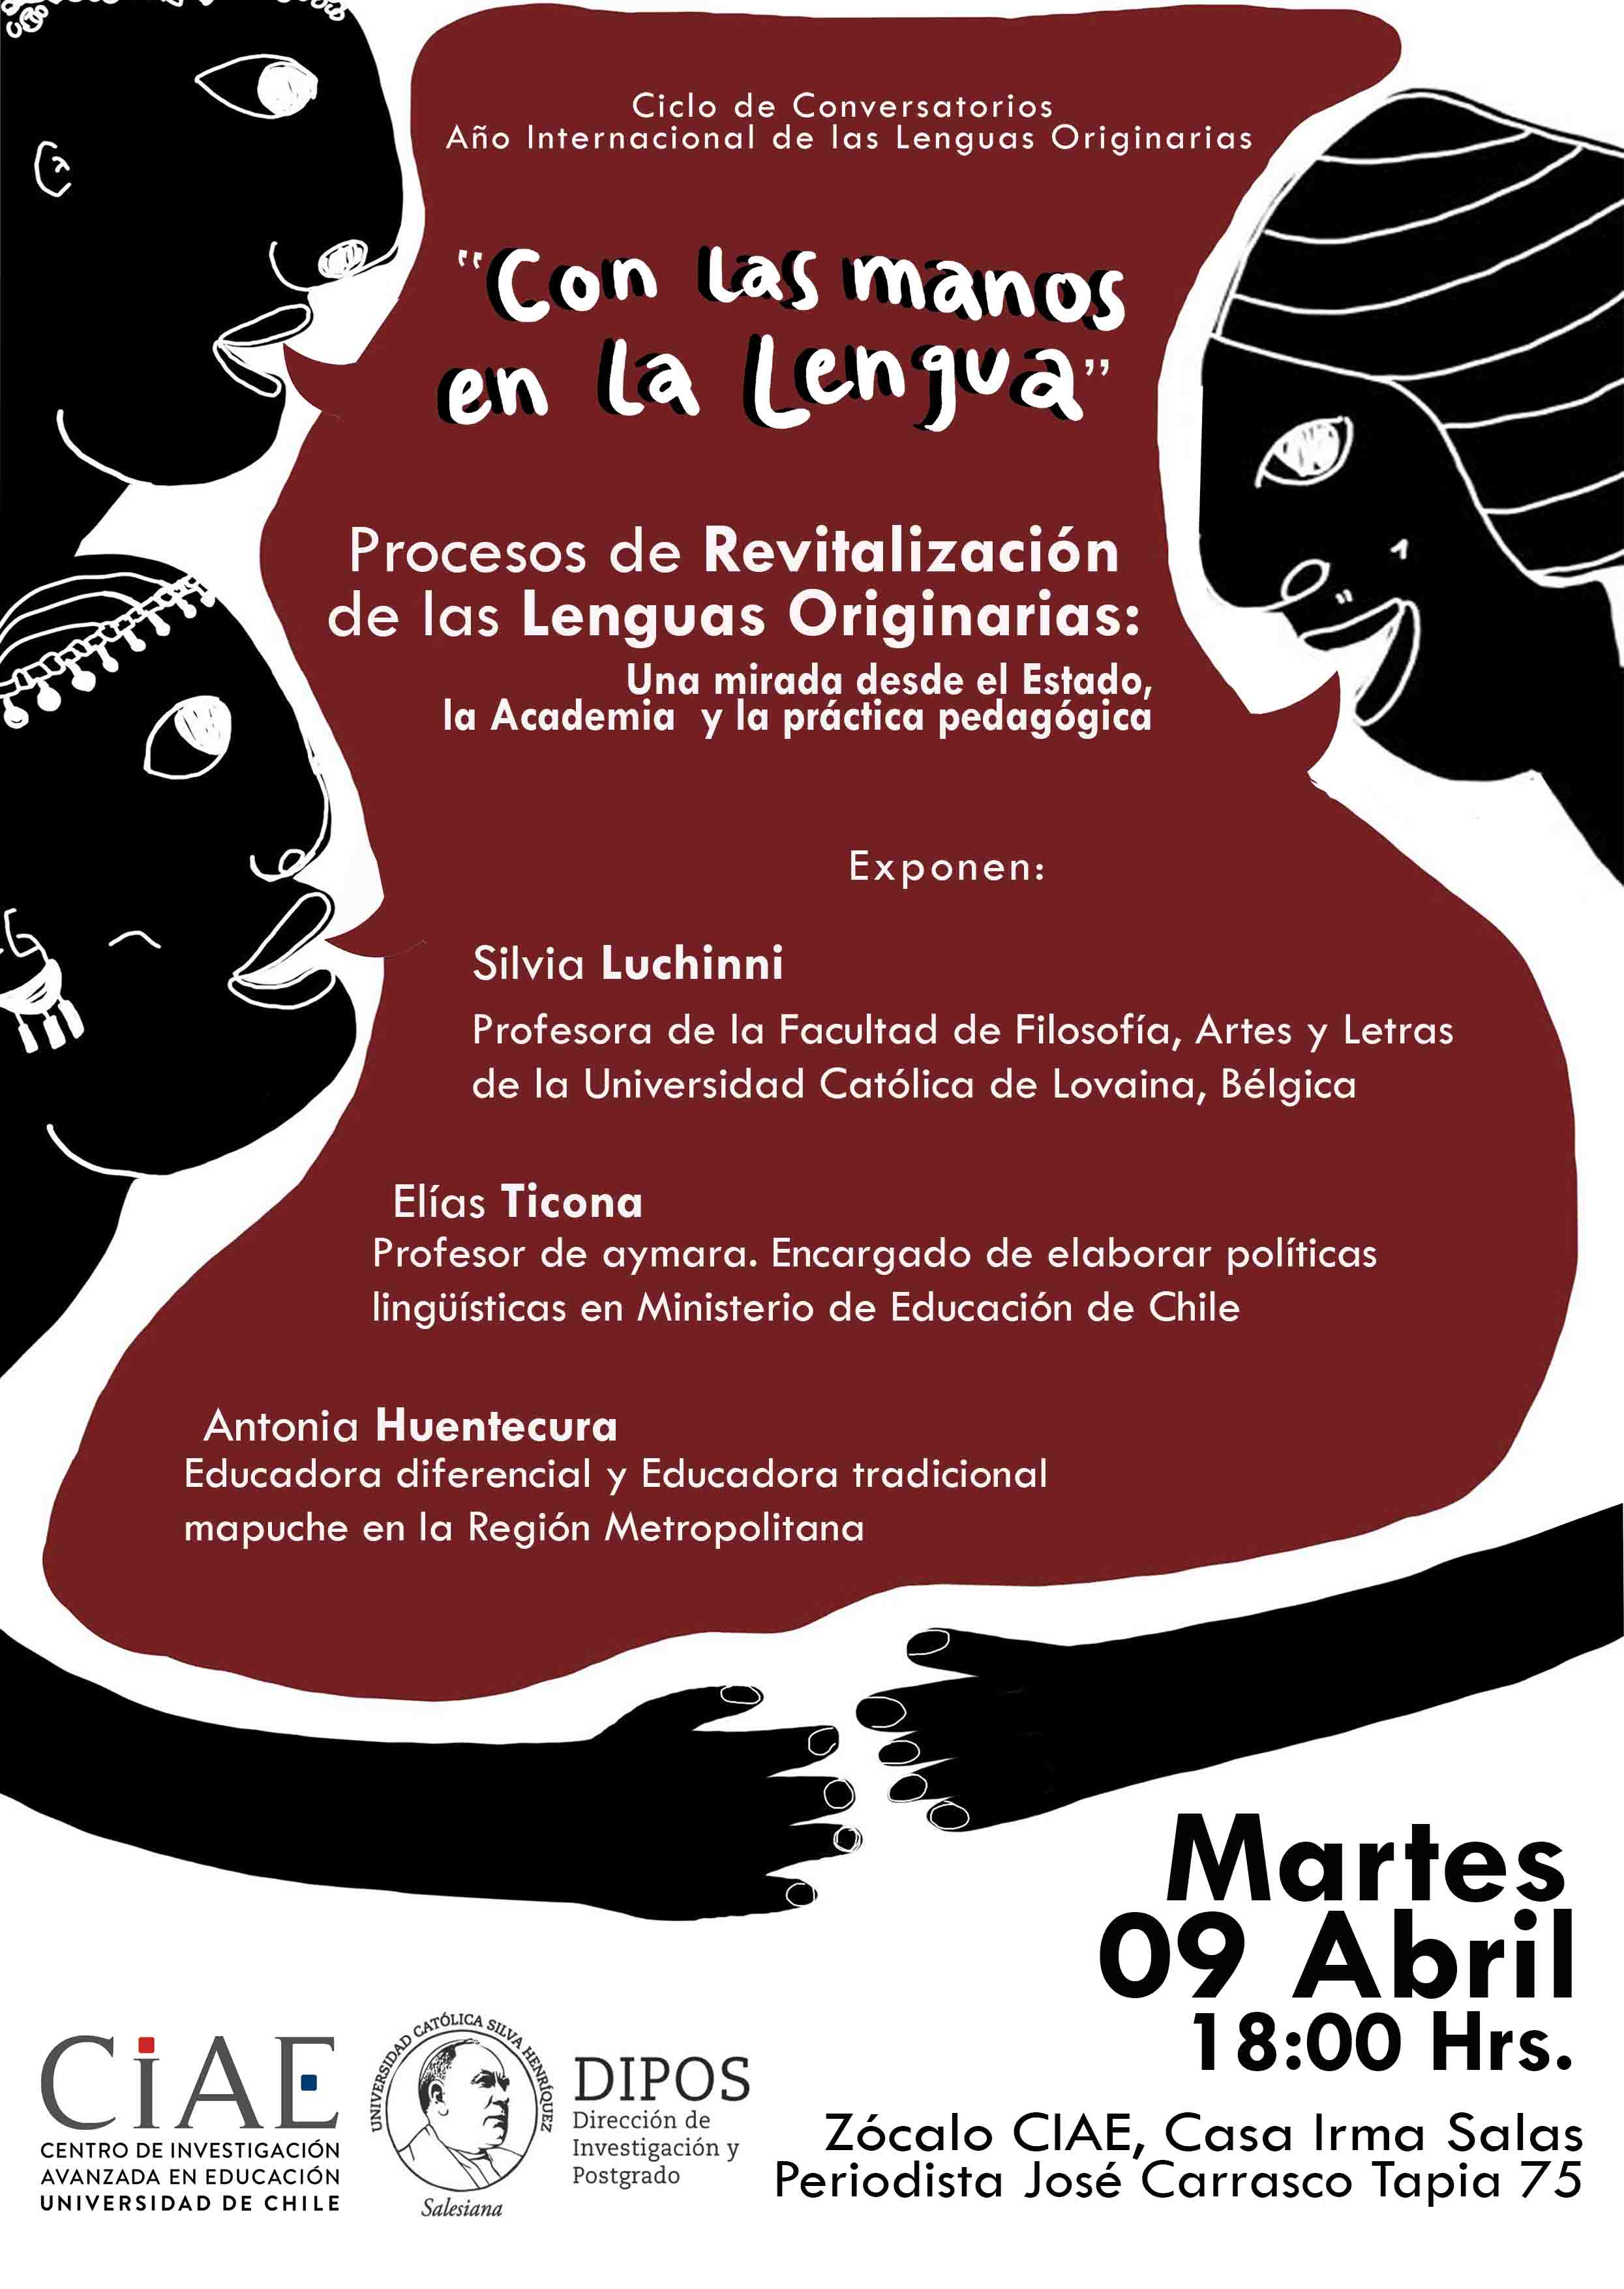 Ciclo de Conversatorios
Año Internacional de las Lenguas Originarias
"Con las manos
en la Lengua"
Procesos de Revitalización
de las Lenguas Originarias:
Una mirada desde el Estado,
la Academia y la práctica pedagógica
Exponen:
Silvia Luchinni
Profesora de la Facultad de Filosofía, Artes y Letras
de la Universidad Católica de Lovaina, Bélgica
Elías Ticona
Profesor de aymara. Encargado de elaborar políticas
lingüísticas en Ministerio de Educación de Chile
Antonia Huentecura
Educadora diferencial y Educadora tradicional
mapuche en la Región Metropolitana
Martes
09 Abril
18:00 Hrs.
Zócalo CIAE, Casa Irma Salas
Periodista José Carrasco Tapia 75
CiAE
CENTRO DE INVESTIGACIÓN
AVANZADA EN EDUCACIÓN
UNIVERSIDAD DE CHILE
UNIVERSIDAD CATÓLICA SILVA HENRÍQUEZ
Salesiana
DIPOS
Dirección de
Investigación y
Postgrado